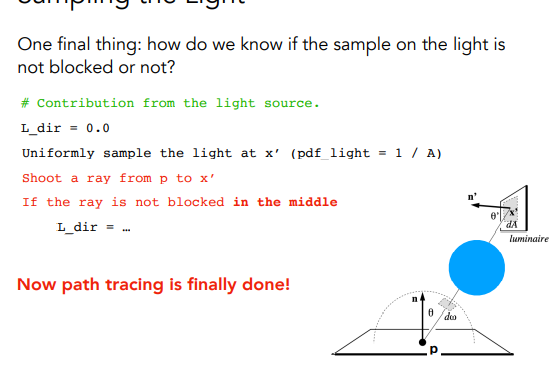 Sampling the Light
One final thing: how do we know if the sample on the light is
not blocked or not?
# Contribution from the light source.
L_dir = 0.0
Uniformly sample the light at x’ (pdf_light = 1 / A)
Shoot a ray from p to x’
If the ray is not blocked in the middle
L_dir = …
Now path tracing is finally done!
n'
θ'
x'
dA
luminaire
n
θ
dω
p